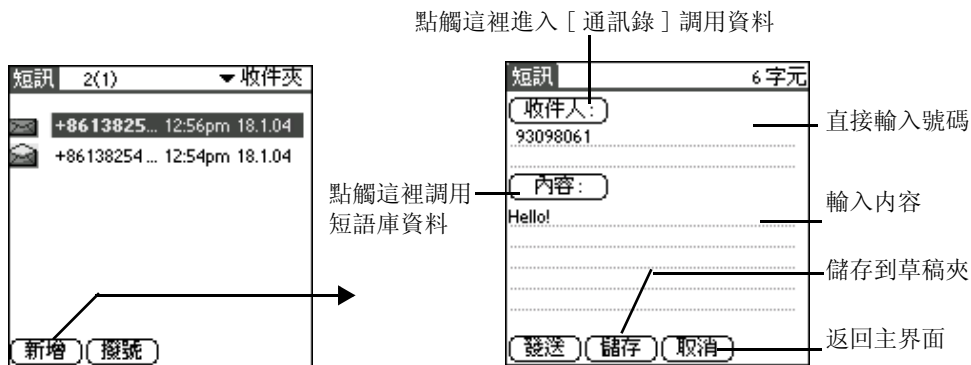 點觸這裡進入［通訊錄］調用資料
短訊 2(1) 收件夾
+8613825... 12:56pm 18.1.04
+86138254... 12:54pm 18.1.04
新增 撥號
短訊 6字元
收件人:
93098061
內容:
Hello!
發送 儲存 取消
點觸這裡調用
短語庫資料
直接輸入號碼
輸入内容
儲存到草稿夾
返回主界面